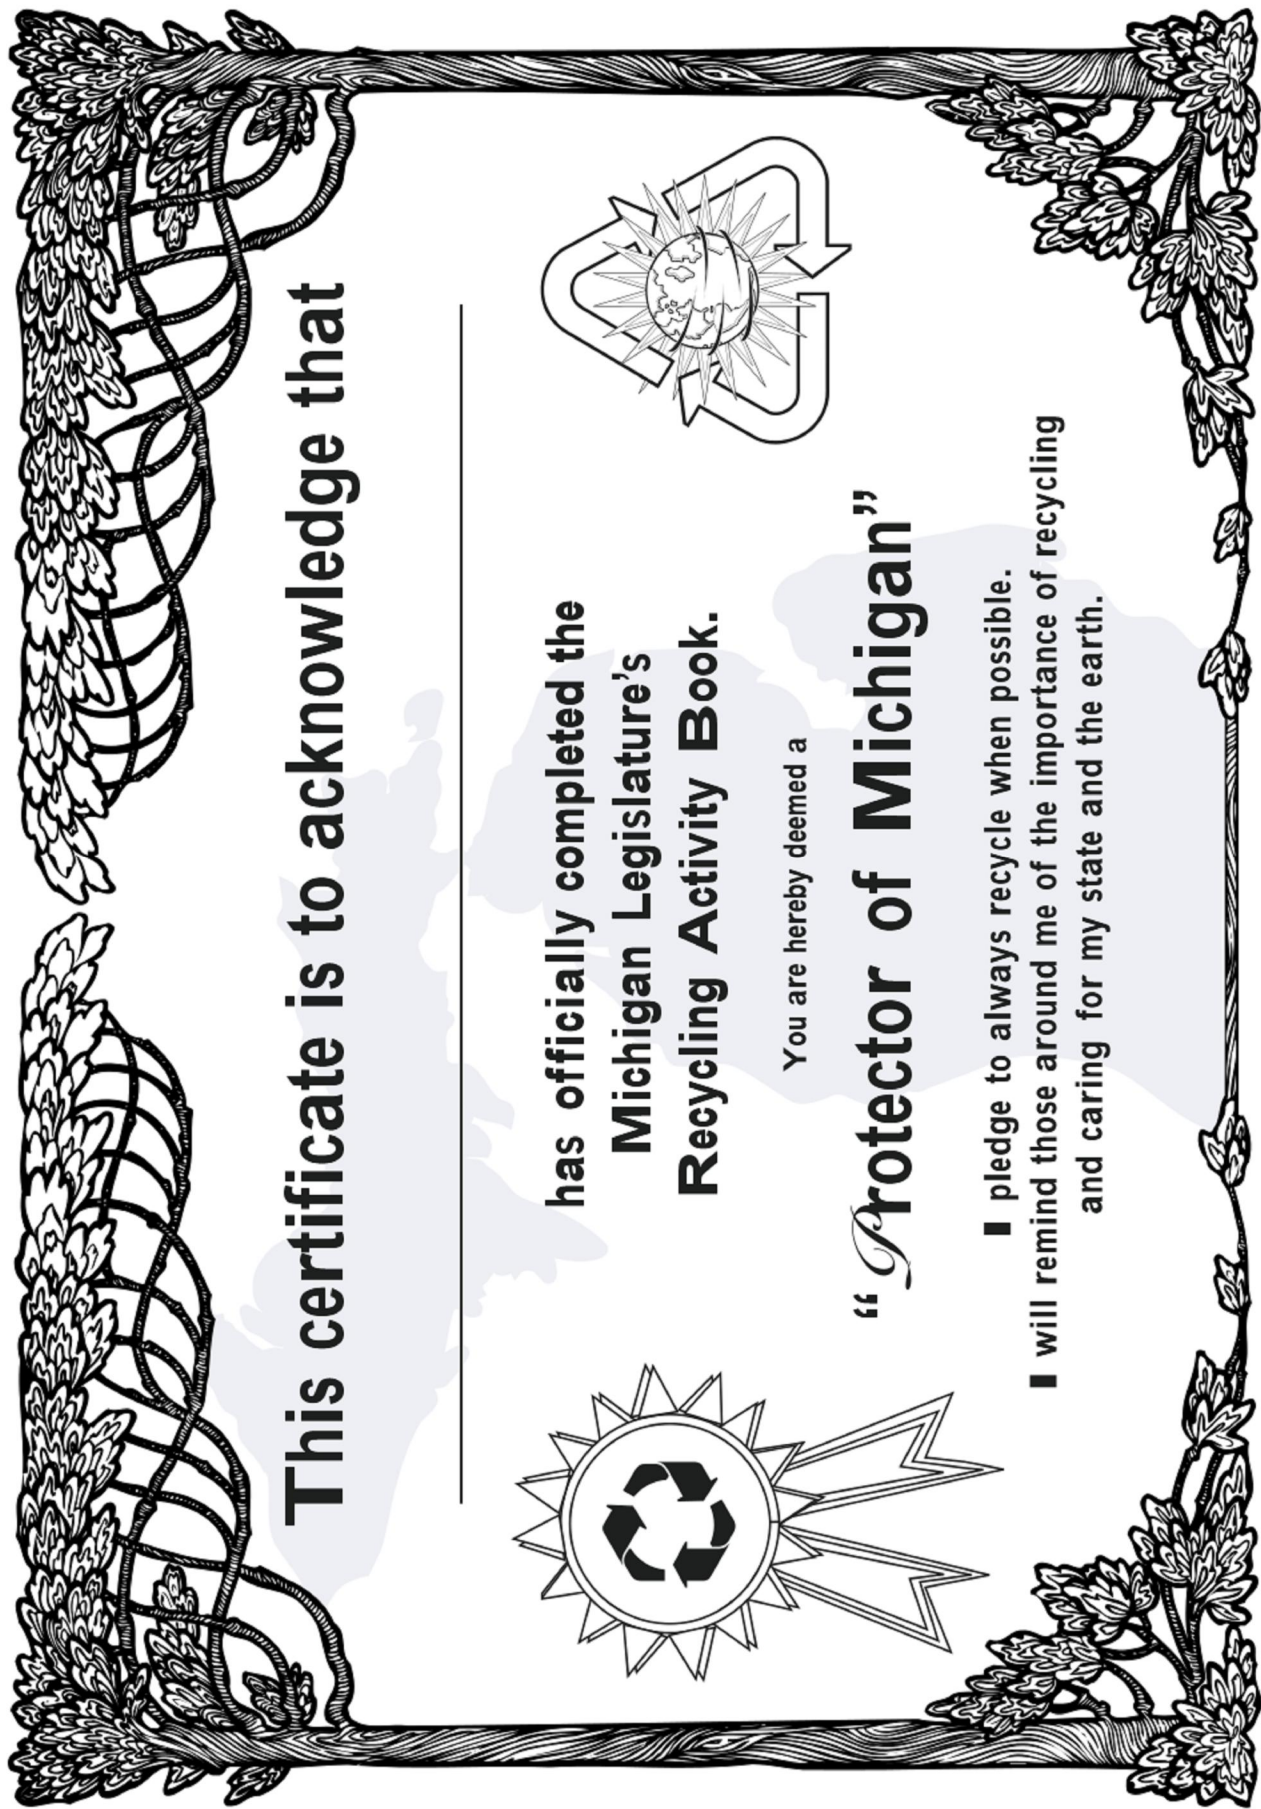 This certificate is to acknowledge that
has officially completed the
Michigan Legislature’s
Recycling Activity Book.
You are hereby deemed a
“Protector of Michigan”
I pledge to always recycle when possible.
I will remind those around me of the importance of recycling
and caring for my state and the earth.